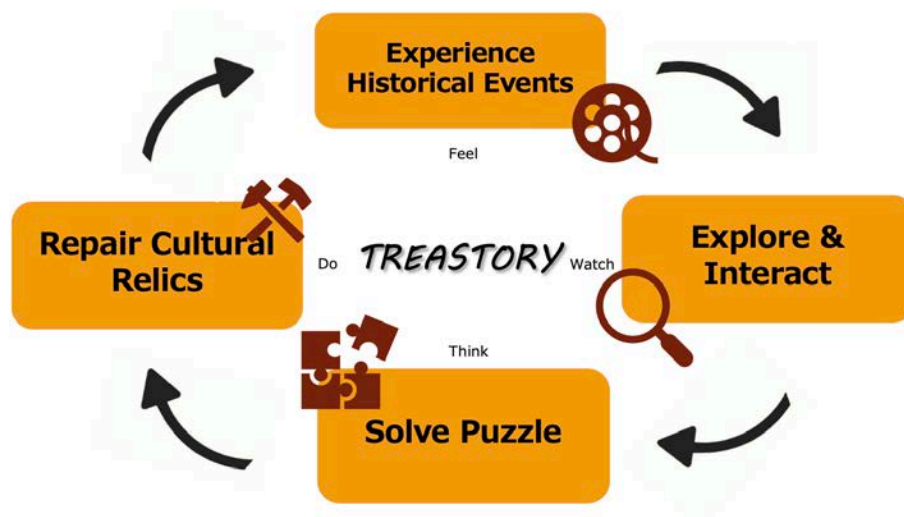 Experience
Historical Events
Feel
Repair Cultural
Relics
Do
TREASTORY
Watch
Explore &
Interact
Think
Solve Puzzle